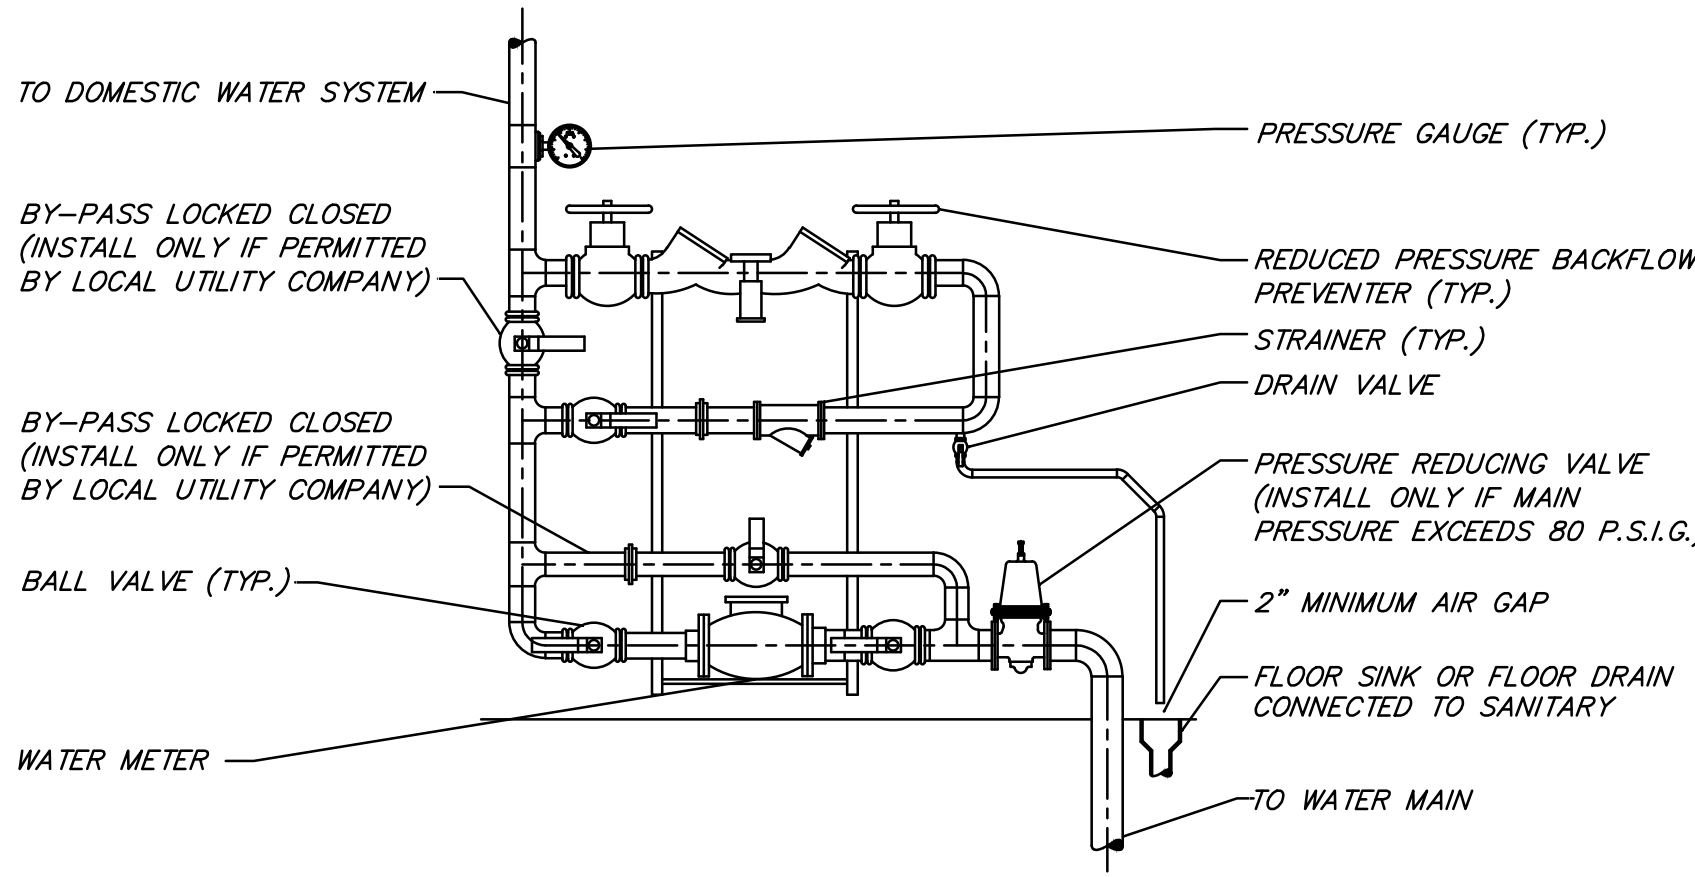 TO DOMESTIC WATER SYSTEM
BY-PASS LOCKED CLOSED
(INSTALL ONLY IF PERMITTED
BY LOCAL UTILITY COMPANY)
BY-PASS LOCKED CLOSED
(INSTALL ONLY IF PERMITTED
BY LOCAL UTILITY COMPANY)
BALL VALVE (TYP.)
WATER METER
PRESSURE GAUGE (TYP.)
REDUCED PRESSURE BACKFLOW
PREVENTER (TYP.)
STRAINER (TYP.)
DRAIN VALVE
PRESSURE REDUCING VALVE
(INSTALL ONLY IF MAIN
PRESSURE EXCEEDS 80 P.S.I.G.)
2" MINIMUM AIR GAP
FLOOR SINK OR FLOOR DRAIN
CONNECTED TO SANITARY
TO WATER MAIN